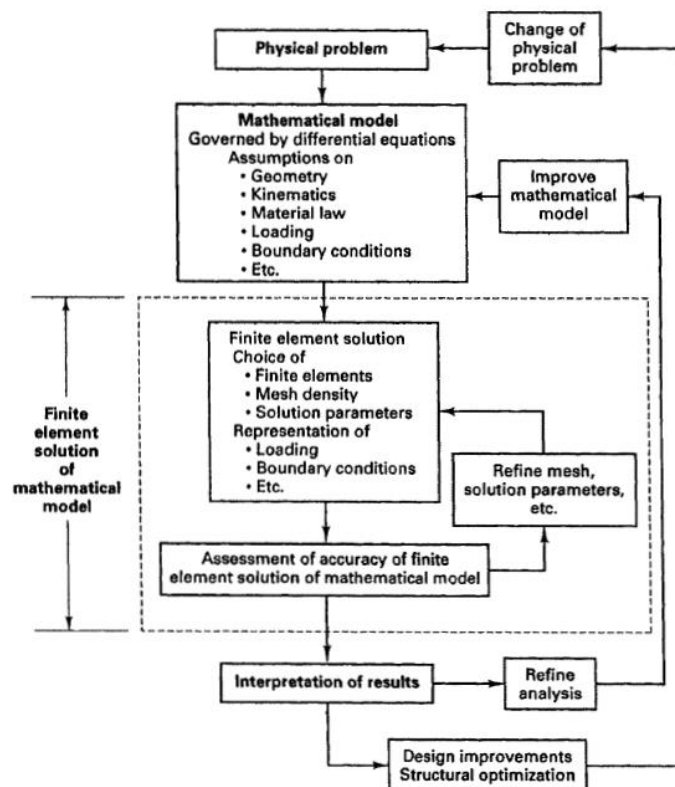 Physical problem
Change of
physical
problem
Mathematical model
Governed by differential equations
Assumptions on
• Geometry
• Kinematics
• Material law
• Loading
• Boundary conditions
• Etc.
Improve
mathematical
model
Finite
element
solution
of
mathematical
model
Finite element solution
Choice of
• Finite elements
• Mesh density
• Solution parameters
Representation of
• Loading
• Boundary conditions
• Etc.
Refine mesh,
solution parameters,
etc.
Assessment of accuracy of finite
element solution of mathematical model
Interpretation of results
Refine
analysis
Design improvements
Structural optimization